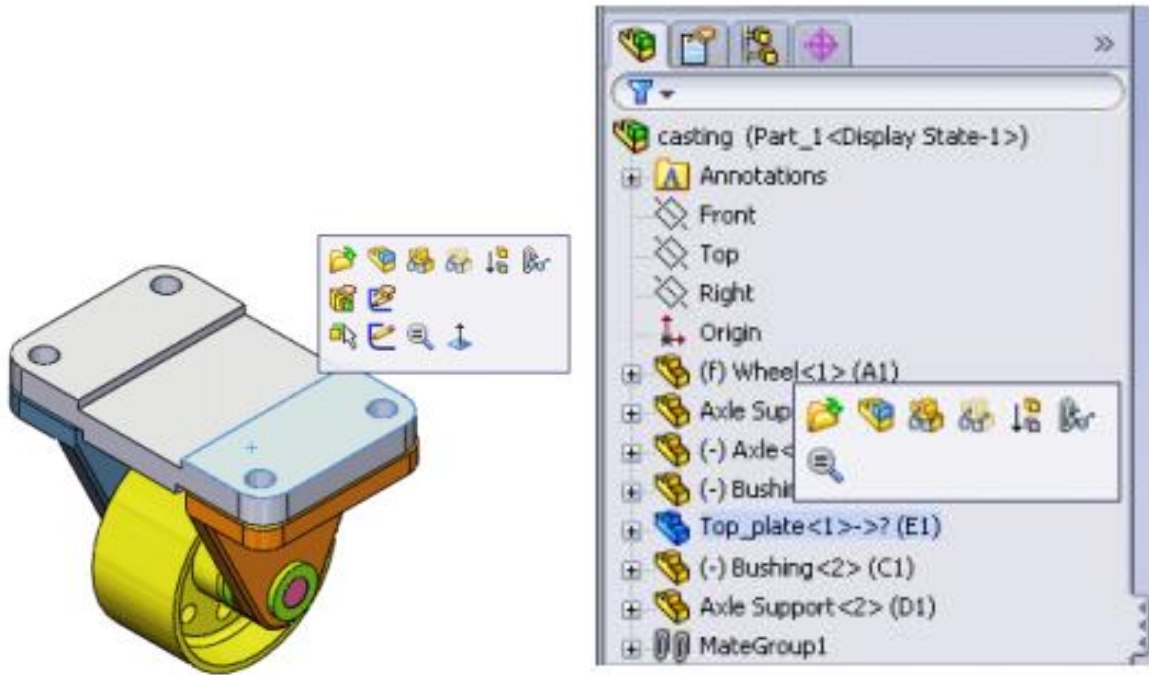 casting (Part_1<Display State-1>)
Annotations
Front
Top
Right
Origin
(f) Wheel<1> (A1)
Axle Sup
(-) Axle<
(-) Bushin
Top_plate<1>->? (E1)
(-) Bushing<2> (C1)
Axle Support<2> (D1)
MateGroup1